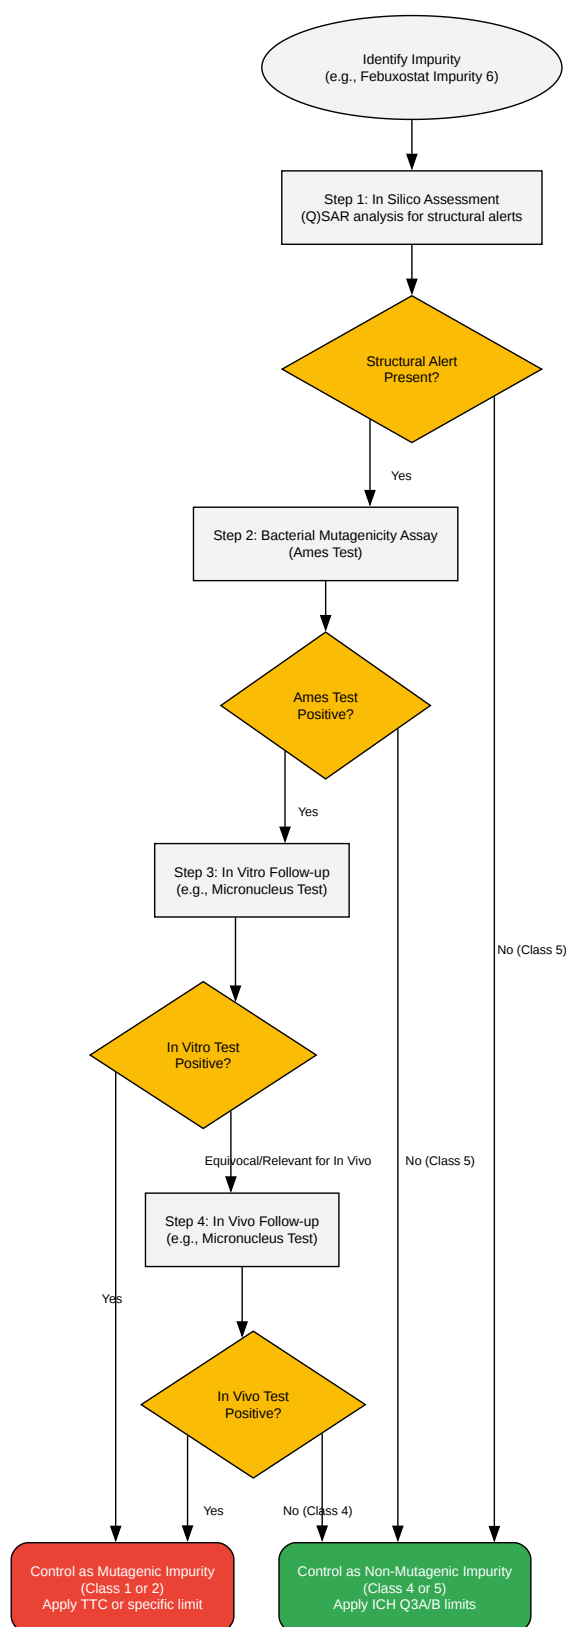 Identify Impurity
(e.g., Febuxostat Impurity 6)
Step 1: In Silico Assessment
(Q)SAR analysis for structural alerts
Structural Alert
Present?
Yes
Step 2: Bacterial Mutagenicity Assay
(Ames Test)
Ames Test
Positive?
Yes
Step 3: In Vitro Follow-up
(e.g., Micronucleus Test)
No (Class 5)
In Vitro Test
Positive?
Equivocal/Relevant for In Vivo
No (Class 5)
Step 4: In Vivo Follow-up
(e.g., Micronucleus Test)
Yes
In Vivo Test
Positive?
Yes
No (Class 4)
Control as Mutagenic Impurity
(Class 1 or 2)
Apply TTC or specific limit
Control as Non-Mutagenic Impurity
(Class 4 or 5)
Apply ICH Q3A/B limits